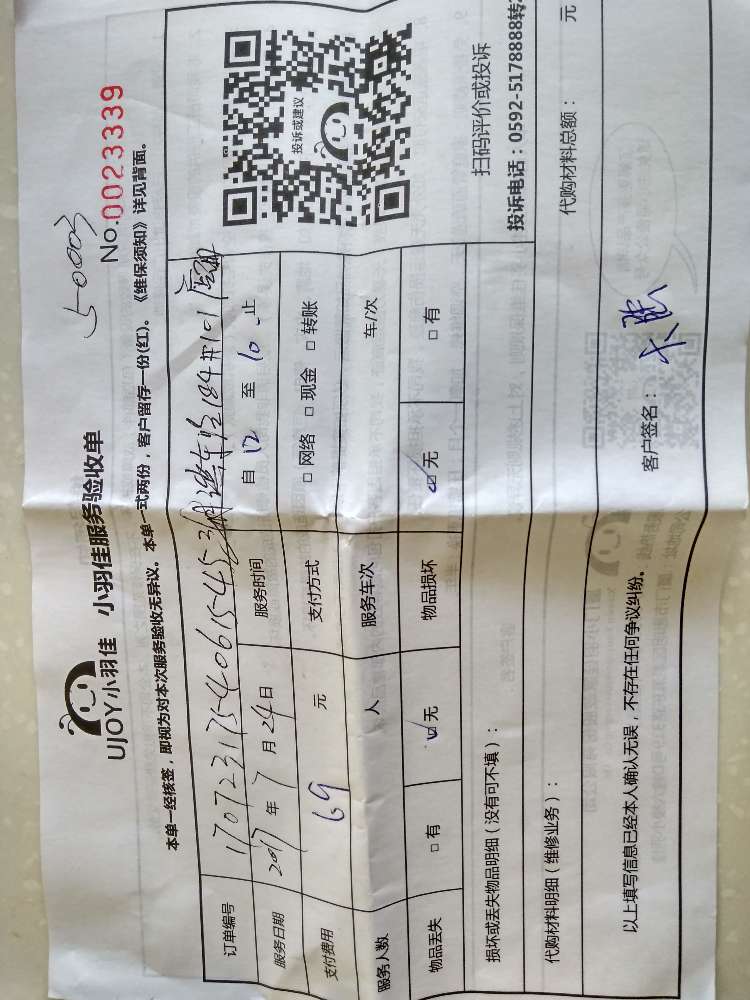 50003
UJOY小羽佳 小羽佳服务验收单
No.0023339
本单一经核签，即视为对本次服务验收无异议。本单一式两份，客户留存一份(红)。《维保须知》详见背面。
订单编号 17072317540615453 184#101
服务日期 2017年7月24日 服务时间 自 12 至 10 止
支付费用 69 元 支付方式 □网络 □现金 □转账
服务人数 人 服务车次 车/次
物品丢失 □有 ☑无 物品损坏 ☑无 □有
投诉或建议
扫码评价或投诉
投诉电话：0592-5178888转
损坏或丢失物品明细（没有可不填）：
代购材料明细（维修业务）： 代购材料总额： 元
以上填写信息已经本人确认无误，不存在任何争议纠纷。 客户签名：